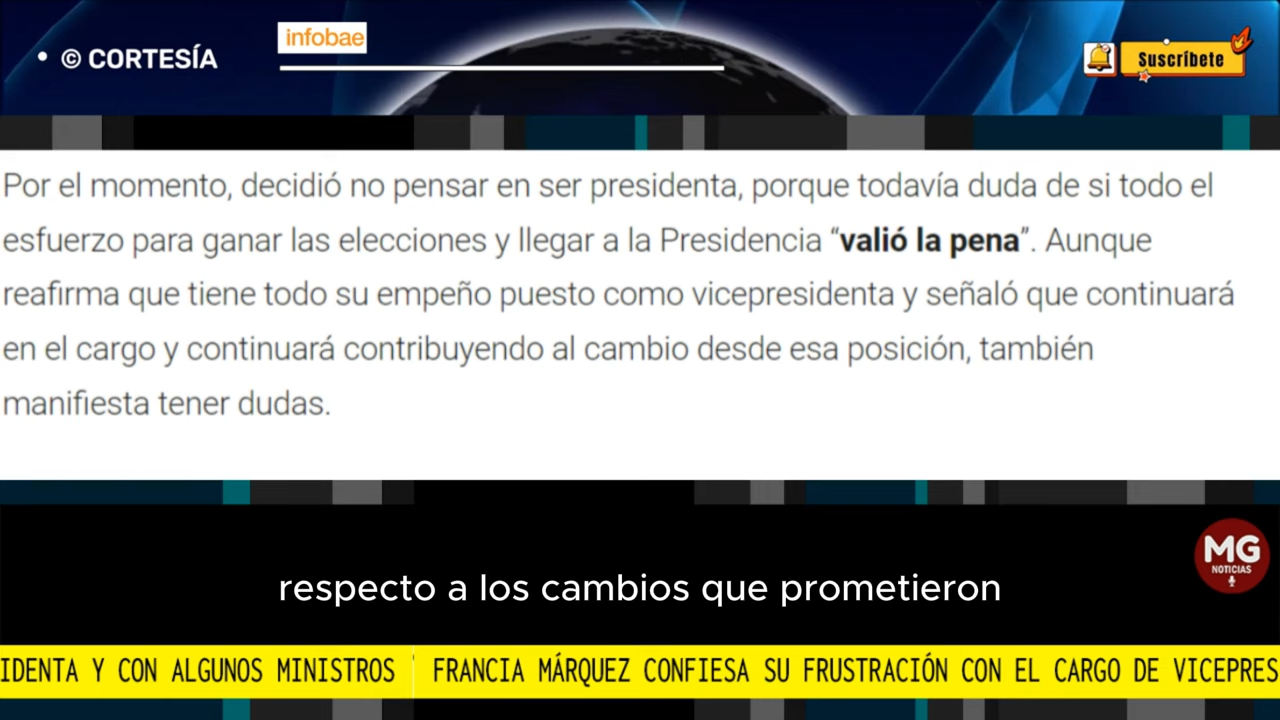 © CORTESÍA
infobae
Suscríbete
Por el momento, decidió no pensar en ser presidenta, porque todavía duda de si todo el
esfuerzo para ganar las elecciones y llegar a la Presidencia “valió la pena”. Aunque
reafirma que tiene todo su empeño puesto como vicepresidenta y señaló que continuará
en el cargo y continuará contribuyendo al cambio desde esa posición, también
manifiesta tener dudas.
MG
NOTICIAS
respecto a los cambios que prometieron
IDENTA Y CON ALGUNOS MINISTROS FRANCIA MÁRQUEZ CONFIESA SU FRUSTRACIÓN CON EL CARGO DE VICEPRES